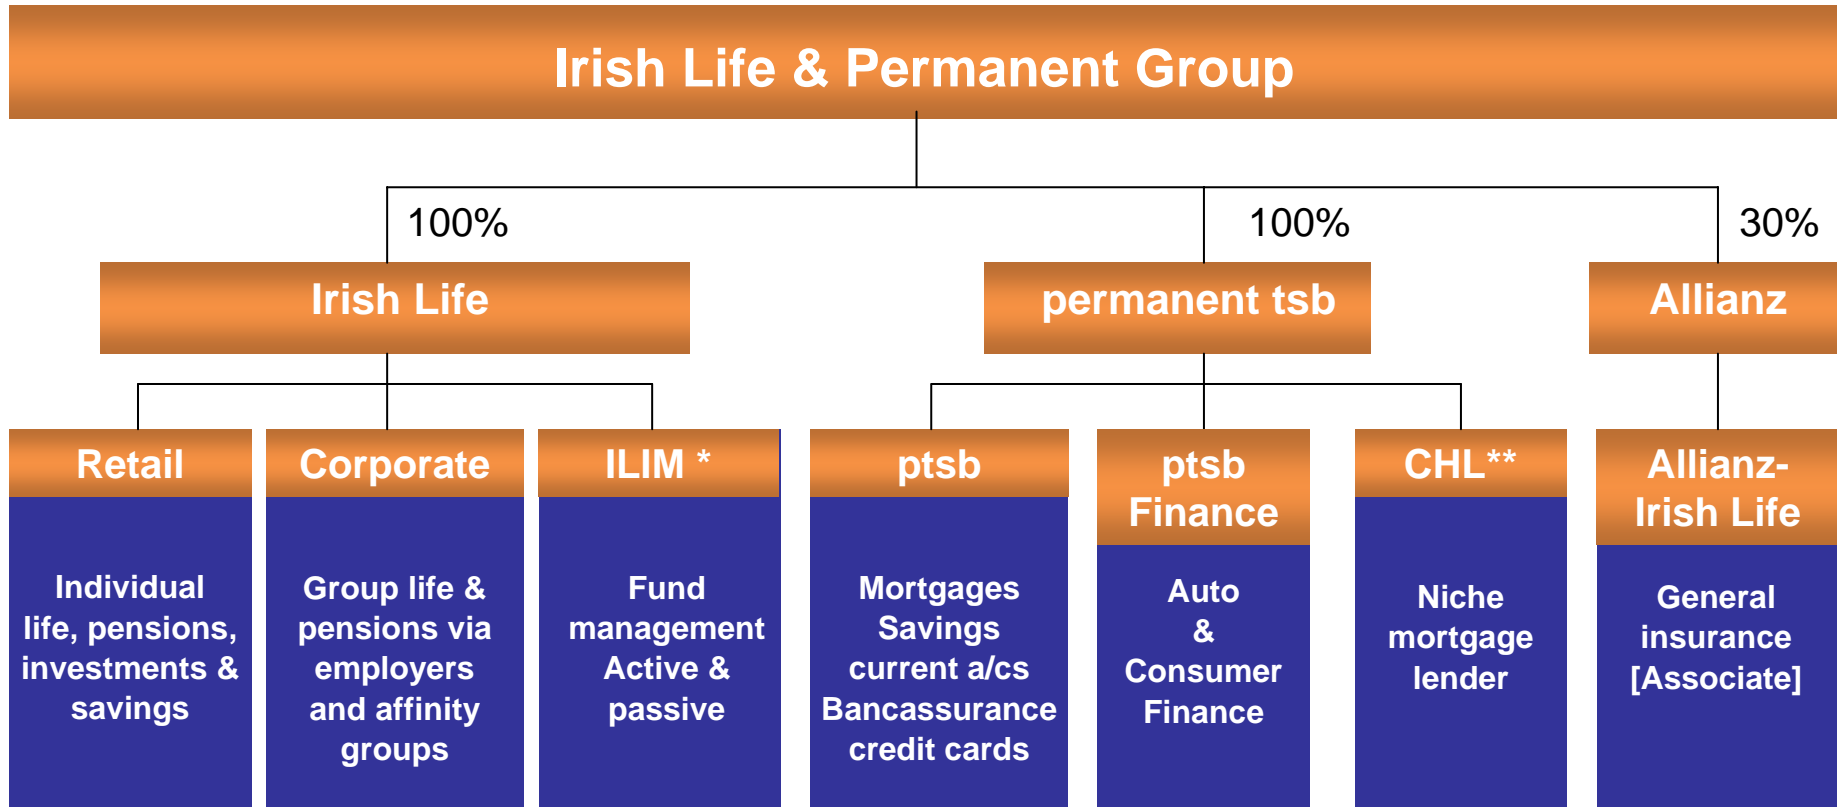 Irish Life & Permanent Group
100%
100%
30%
Irish Life
permanent tsb
Allianz
Retail
Individual
life, pensions,
investments &
savings
Corporate
Group life &
pensions via
employers
and affinity
groups
ILIM *
Fund
management
Active &
passive
ptsb
Mortgages
Savings
current a/cs
Bancassurance
credit cards
ptsb
Finance
Auto
&
Consumer
Finance
CHL**
Niche
mortgage
lender
Allianz-
Irish Life
General
insurance
[Associate]